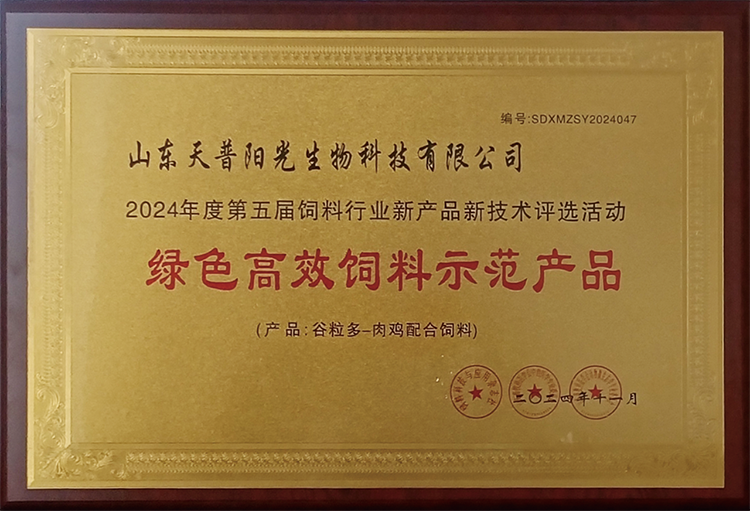 编号:SDXMZSY2024047
山东天普阳光生物科技有限公司
2024年度第五届饲料行业新产品新技术评选活动
绿色高效饲料示范产品
(产品:谷粒多-肉鸡配合饲料)
二〇二四年十一月